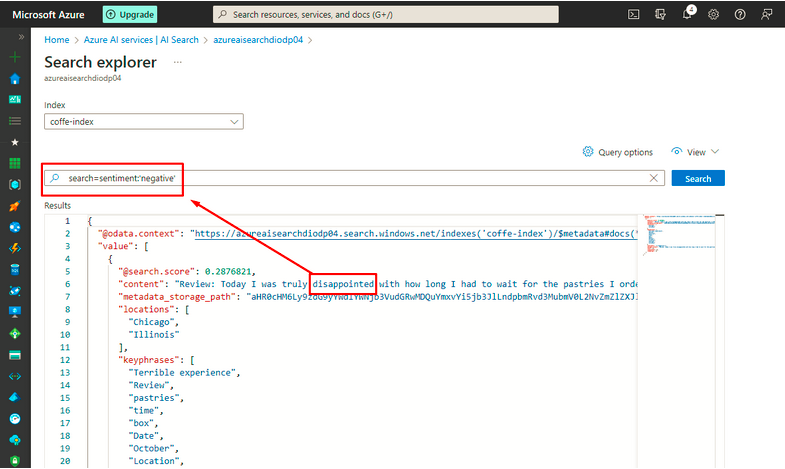 Microsoft Azure
Upgrade
Search resources, services, and docs (G+/)
4
Home > Azure AI services | AI Search > azureaisearchdiodp04 >
Search explorer ...
azureaisearchdiodp04
Index
coffe-index
Query options
View
search=sentiment:'negative'
Search
Results
1 {
2 "@odata.context": "https://azureaisearchdiodp04.search.windows.net/indexes('coffe-index')/$metadata#docs(*
3 "value": [
4 {
5 "@search.score": 0.2876821,
6 "content": "Review: Today I was truly disappointed with how long I had to wait for the pastries I orde
7 "metadata_storage_path":
8 "locations": [
9 "Chicago",
10 "Illinois"
11 ],
12 "keyphrases": [
13 "Terrible experience",
14 "Review",
15 "pastries",
16 "time",
17 "box",
18 "Date",
19 "October",
20 "Location",